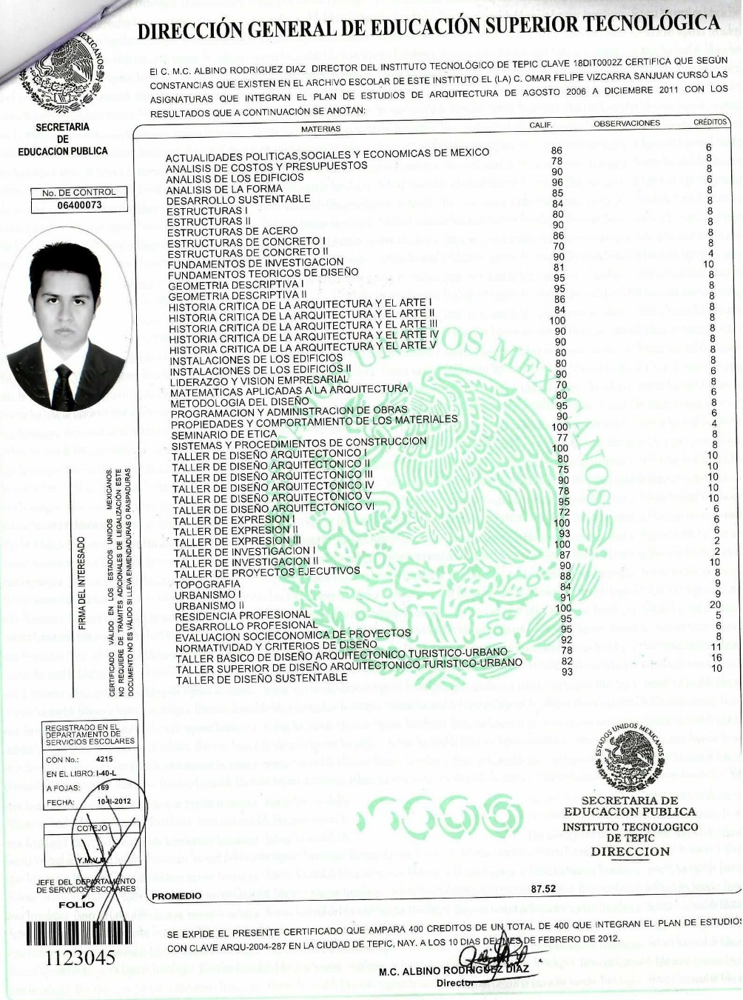 DIRECCIÓN GENERAL DE EDUCACIÓN SUPERIOR TECNOLÓGICA
El C. M.C. ALBINO RODRIGUEZ DIAZ DIRECTOR DEL INSTITUTO TECNOLÓGICO DE TEPIC CLAVE 18DIT0002Z CERTIFICA QUE SEGÚN
CONSTANCIAS QUE EXISTEN EN EL ARCHIVO ESCOLAR DE ESTE INSTITUTO EL (LA) C. OMAR FELIPE VIZCARRA SANJUAN CURSÓ LAS
ASIGNATURAS QUE INTEGRAN EL PLAN DE ESTUDIOS DE ARQUITECTURA DE AGOSTO 2006 A DICIEMBRE 2011 CON LOS
RESULTADOS QUE A CONTINUACIÓN SE ANOTAN:
SECRETARIA
DE
EDUCACION PUBLICA
No. DE CONTROL
06400073
MATERIAS CALIF. OBSERVACIONES CRÉDITOS
ACTUALIDADES POLITICAS,SOCIALES Y ECONOMICAS DE MEXICO 86 6
ANALISIS DE COSTOS Y PRESUPUESTOS 78 8
ANALISIS DE LOS EDIFICIOS 90 8
ANALISIS DE LA FORMA 96 6
DESARROLLO SUSTENTABLE 85 8
ESTRUCTURAS I 84 8
ESTRUCTURAS II 80 8
ESTRUCTURAS DE ACERO 90 8
ESTRUCTURAS DE CONCRETO I 86 8
ESTRUCTURAS DE CONCRETO II 70 8
FUNDAMENTOS DE INVESTIGACION 90 4
FUNDAMENTOS TEORICOS DE DISEÑO 81 10
GEOMETRIA DESCRIPTIVA I 95 8
GEOMETRIA DESCRIPTIVA II 95 8
HISTORIA CRITICA DE LA ARQUITECTURA Y EL ARTE I 86 8
HISTORIA CRITICA DE LA ARQUITECTURA Y EL ARTE II 84 8
HISTORIA CRITICA DE LA ARQUITECTURA Y EL ARTE III 100 8
HISTORIA CRITICA DE LA ARQUITECTURA Y EL ARTE IV 90 8
HISTORIA CRITICA DE LA ARQUITECTURA Y EL ARTE V 90 8
INSTALACIONES DE LOS EDIFICIOS 80 8
INSTALACIONES DE LOS EDIFICIOS II 80 8
LIDERAZGO Y VISION EMPRESARIAL 90 6
MATEMATICAS APLICADAS A LA ARQUITECTURA 70 8
METODOLOGIA DEL DISEÑO 80 6
PROGRAMACION Y ADMINISTRACION DE OBRAS 95 8
PROPIEDADES Y COMPORTAMIENTO DE LOS MATERIALES 90 6
SEMINARIO DE ETICA 100 4
SISTEMAS Y PROCEDIMIENTOS DE CONSTRUCCION 77 8
TALLER DE DISEÑO ARQUITECTONICO I 100 8
TALLER DE DISEÑO ARQUITECTONICO II 80 10
TALLER DE DISEÑO ARQUITECTONICO III 75 10
TALLER DE DISEÑO ARQUITECTONICO IV 90 10
TALLER DE DISEÑO ARQUITECTONICO V 78 10
TALLER DE DISEÑO ARQUITECTONICO VI 95 10
TALLER DE EXPRESION I 72 6
TALLER DE EXPRESION II 100 6
TALLER DE EXPRESION III 93 6
TALLER DE INVESTIGACION I 100 2
TALLER DE INVESTIGACION II 87 2
TALLER DE PROYECTOS EJECUTIVOS 90 10
TOPOGRAFIA 88 8
URBANISMO I 84 9
URBANISMO II 91 9
RESIDENCIA PROFESIONAL 100 20
DESARROLLO PROFESIONAL 95 5
EVALUACION SOCIECONOMICA DE PROYECTOS 95 6
NORMATIVIDAD Y CRITERIOS DE DISEÑO 92 8
TALLER BASICO DE DISEÑO ARQUITECTONICO TURISTICO-URBANO 78 11
TALLER SUPERIOR DE DISEÑO ARQUITECTONICO TURISTICO-URBANO 82 16
TALLER DE DISEÑO SUSTENTABLE 93 10
FIRMA DEL INTERESADO
CERTIFICADO VÁLIDO EN LOS ESTADOS UNIDOS MEXICANOS.
NO REQUIERE DE TRÁMITES ADICIONALES DE LEGALIZACIÓN ESTE
DOCUMENTO NO ES VÁLIDO SI LLEVA ENMENDADURAS O RASPADURAS
REGISTRADO EN EL
DEPARTAMENTO DE
SERVICIOS ESCOLARES
CON No.: 4215
EN EL LIBRO: I-40-L
A FOJAS: 169
FECHA: 10-II-2012
COTEJO
JEFE DEL DEPARTAMENTO
DE SERVICIOS ESCOLARES
FOLIO
1123045
ESTADOS UNIDOS MEXICANOS
SECRETARIA DE
EDUCACION PUBLICA
INSTITUTO TECNOLOGICO
DE TEPIC
DIRECCION
PROMEDIO 87.52
SE EXPIDE EL PRESENTE CERTIFICADO QUE AMPARA 400 CREDITOS DE UN TOTAL DE 400 QUE INTEGRAN EL PLAN DE ESTUDIOS
CON CLAVE ARQU-2004-287 EN LA CIUDAD DE TEPIC, NAY. A LOS 10 DIAS DEL MES DE FEBRERO DE 2012.
M.C. ALBINO RODRIGUEZ DIAZ
Director